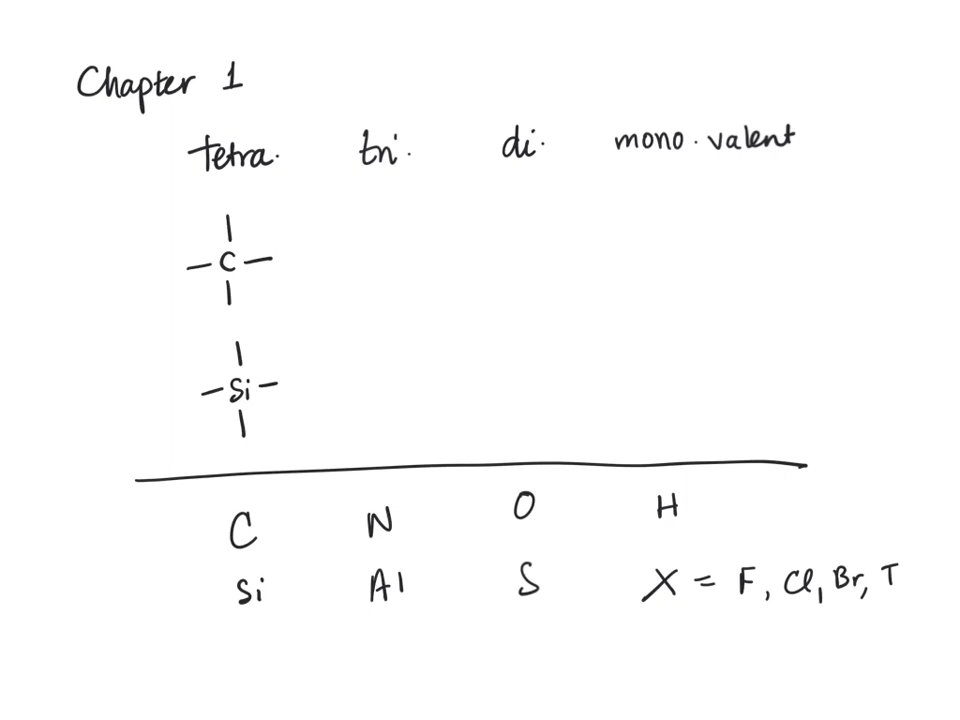 Chapter 1
tetra. tri. di. mono.valent
C
Si
C N O H
Si Al S X = F, Cl, Br, I